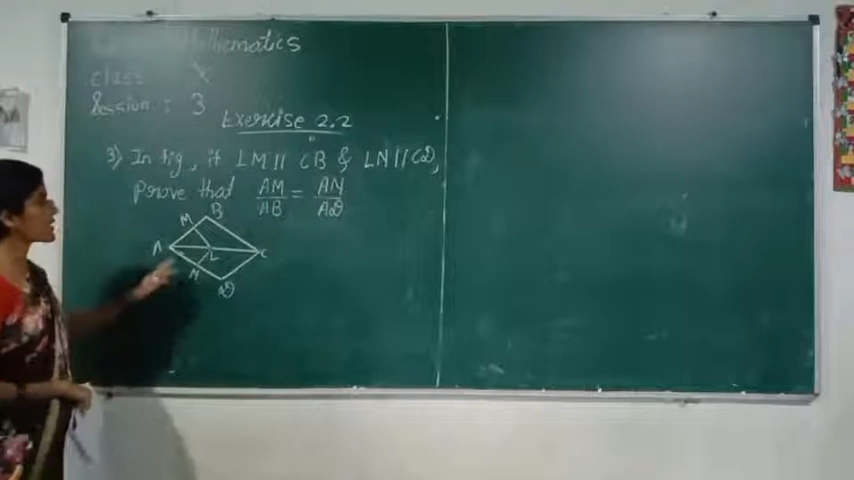 Mathematics
class X
Session : 3
Exercise 2.2
3) In fig, if LM || CB & LN || CD,
Prove that AM/AB = AN/AD
M B
A L C
N D